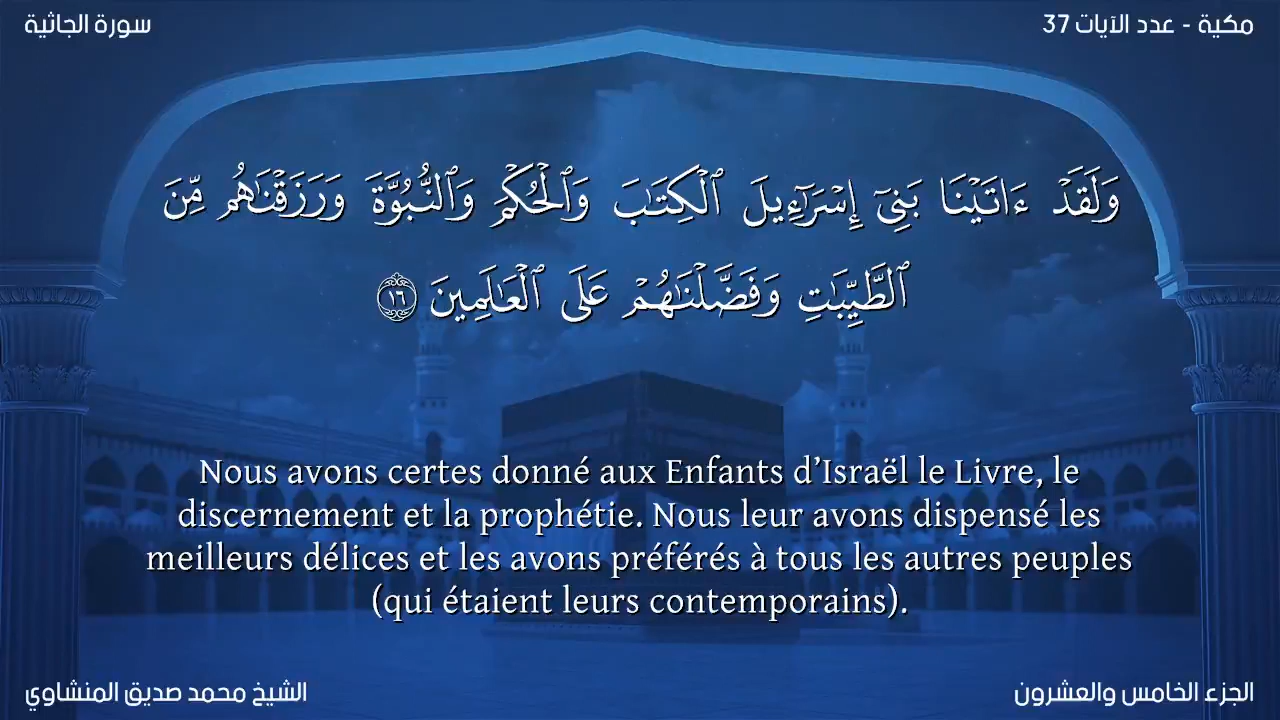 مكية - عدد الآيات 37
سورة الجاثية
وَلَقَدْ ءَاتَيْنَا بَنِىٓ إِسْرَٰٓءِيلَ ٱلْكِتَٰبَ وَٱلْحُكْمَ وَٱلنُّبُوَّةَ وَرَزَقْنَٰهُم مِّنَ
ٱلطَّيِّبَٰتِ وَفَضَّلْنَٰهُمْ عَلَى ٱلْعَٰلَمِينَ ١٦
Nous avons certes donné aux Enfants d’Israël le Livre, le
discernement et la prophétie. Nous leur avons dispensé les
meilleurs délices et les avons préférés à tous les autres peuples
(qui étaient leurs contemporains).
الجزء الخامس والعشرون
الشيخ محمد صديق المنشاوي